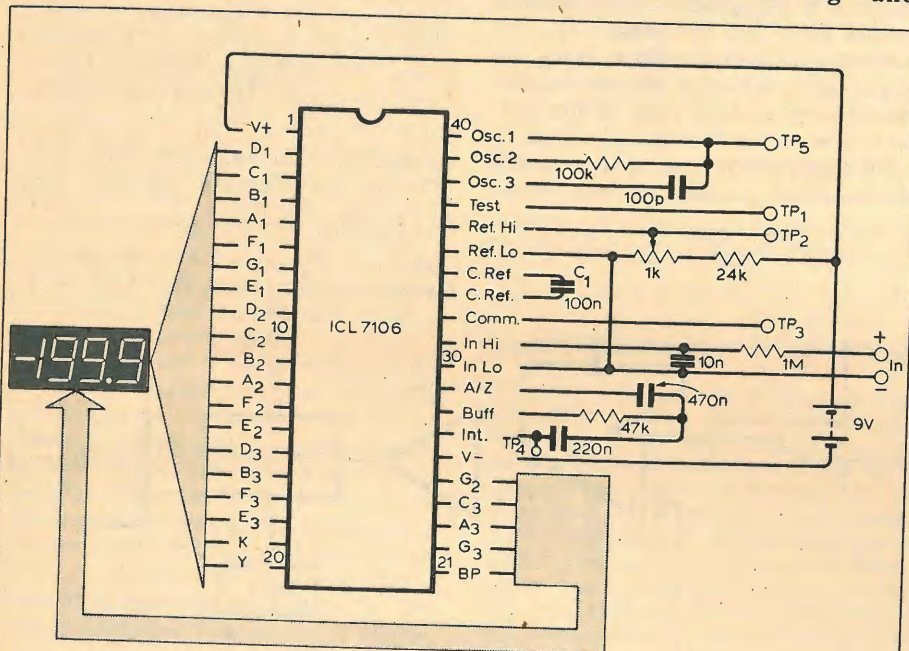 V+ 1
D1
C1
B1
A1
F1
G1
E1
D2
10 C2
B2
A2
F2
E2
D3
B3
F3
E3
K
Y 20
-199.9
ICL7106
40 Osc.1
Osc.2
Osc.3
Test
Ref. Hi
Ref. Lo
C. Ref
C. Ref.
Comm.
In Hi
30 In Lo
A/Z
Buff
Int.
V-
G2
C3
A3
G3
21 BP
TP5
100k
100p
TP1
TP2
1k
24k
C1
100n
TP3
+
10n
1M
In
-
470n
47k
TP4
220n
9V